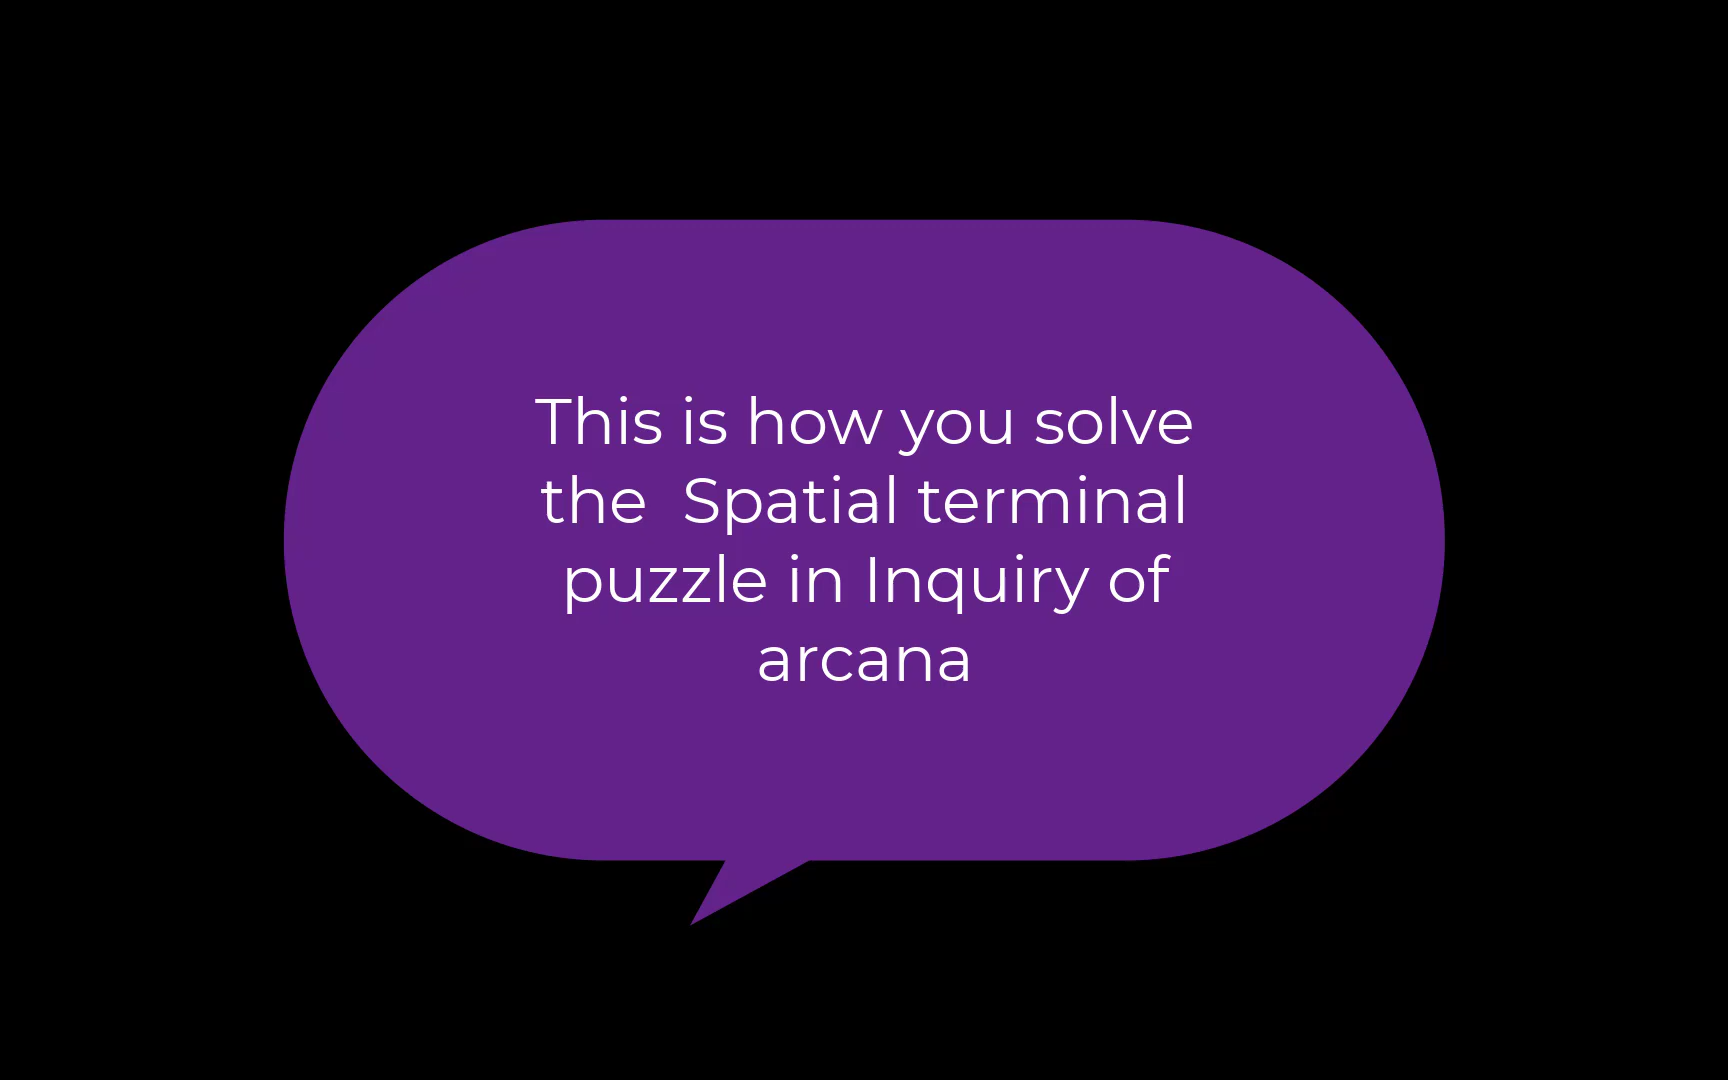 This is how you solve
the  Spatial terminal
puzzle in Inquiry of
arcana